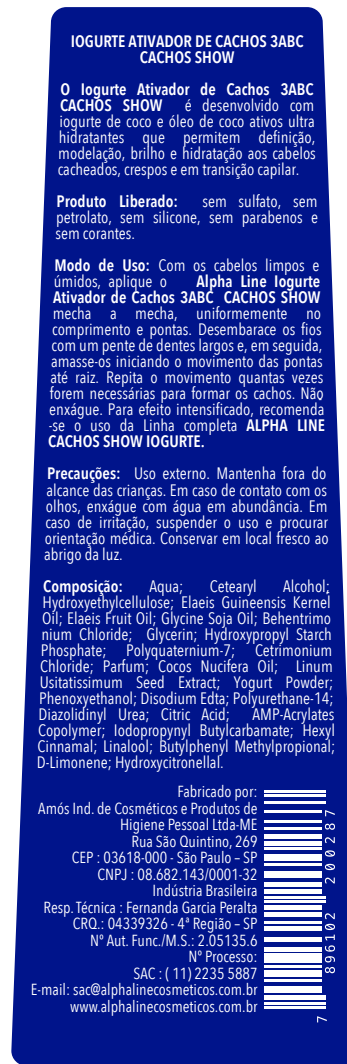 IOGURTE ATIVADOR DE CACHOS 3ABC
CACHOS SHOW
O Iogurte Ativador de Cachos 3ABC
CACHOS SHOW é desenvolvido com
iogurte de coco e óleo de coco ativos ultra
hidratantes que permitem definição,
modelação, brilho e hidratação aos cabelos
cacheados, crespos e em transição capilar.
Produto Liberado: sem sulfato, sem
petrolato, sem silicone, sem parabenos e
sem corantes.
Modo de Uso: Com os cabelos limpos e
úmidos, aplique o Alpha Line Iogurte
Ativador de Cachos 3ABC CACHOS SHOW
mecha a mecha, uniformemente no
comprimento e pontas. Desembarace os fios
com um pente de dentes largos e, em seguida,
amasse-os iniciando o movimento das pontas
até raiz. Repita o movimento quantas vezes
forem necessárias para formar os cachos. Não
enxágue. Para efeito intensificado, recomenda
-se o uso da Linha completa ALPHA LINE
CACHOS SHOW IOGURTE.
Precauções: Uso externo. Mantenha fora do
alcance das crianças. Em caso de contato com os
olhos, enxágue com água em abundância. Em
caso de irritação, suspender o uso e procurar
orientação médica. Conservar em local fresco ao
abrigo da luz.
Composição: Aqua; Cetearyl Alcohol;
Hydroxyethylcellulose; Elaeis Guineensis Kernel
Oil; Elaeis Fruit Oil; Glycine Soja Oil; Behentrimo
nium Chloride; Glycerin; Hydroxypropyl Starch
Phosphate; Polyquaternium-7; Cetrimonium
Chloride; Parfum; Cocos Nucifera Oil; Linum
Usitatissimum Seed Extract; Yogurt Powder;
Phenoxyethanol; Disodium Edta; Polyurethane-14;
Diazolidinyl Urea; Citric Acid; AMP-Acrylates
Copolymer; Iodopropynyl Butylcarbamate; Hexyl
Cinnamal; Linalool; Butylphenyl Methylpropional;
D-Limonene; Hydroxycitronellal.
Fabricado por:
Amós Ind. de Cosméticos e Produtos de
Higiene Pessoal Ltda-ME
Rua São Quintino, 269
CEP : 03618-000 - São Paulo – SP
CNPJ : 08.682.143/0001-32
Indústria Brasileira
Resp. Técnica : Fernanda Garcia Peralta
CRQ.: 04339326 - 4ª Região – SP
Nº Aut. Func./M.S.: 2.05135.6
Nº Processo:
SAC : ( 11) 2235 5887
E-mail: sac@alphalinecosmeticos.com.br
www.alphalinecosmeticos.com.br
7 896102 200287